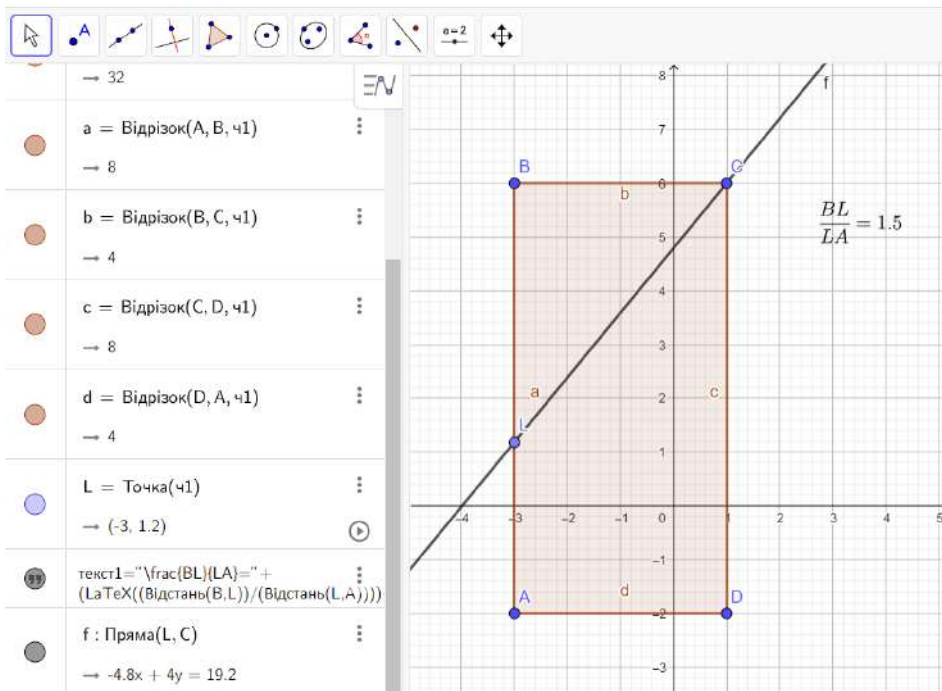 A
a=2
→ 32
a = Відрізок(A, B, ч1)
→ 8
b = Відрізок(B, C, ч1)
→ 4
c = Відрізок(C, D, ч1)
→ 8
d = Відрізок(D, A, ч1)
→ 4
L = Точка(ч1)
→ (-3, 1.2)
текст1="\frac{BL}{LA}="+
(LaTeX((Відстань(B,L))/(Відстань(L,A))))
f : Пряма(L, C)
→ -4.8x + 4y = 19.2
8
f
7
B
C
b
6
BL
LA
= 1.5
5
4
3
a
2
c
L
1
-4
-3
-2
-1
0
1
2
3
4
5
-1
A
d
D
-2
-3